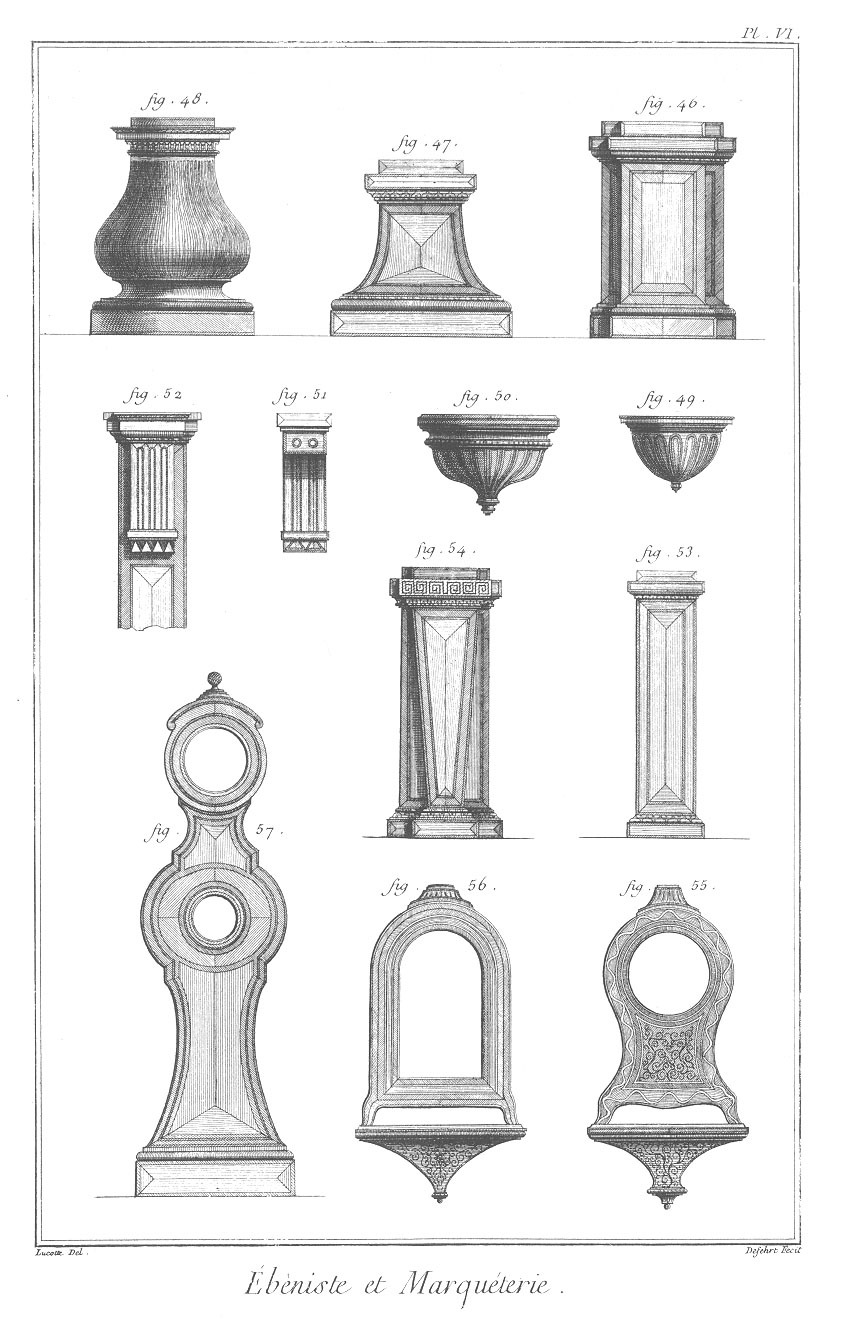 Pl. VI.
fig. 48.
fig. 47.
fig. 46.
fig. 52
fig. 51
fig. 50.
fig. 49.
fig. 54.
fig. 53.
fig. 57.
fig. 56.
fig. 55.
Lucotte Del.
Defehrt Fecit
Ébèniste et Marquéterie.